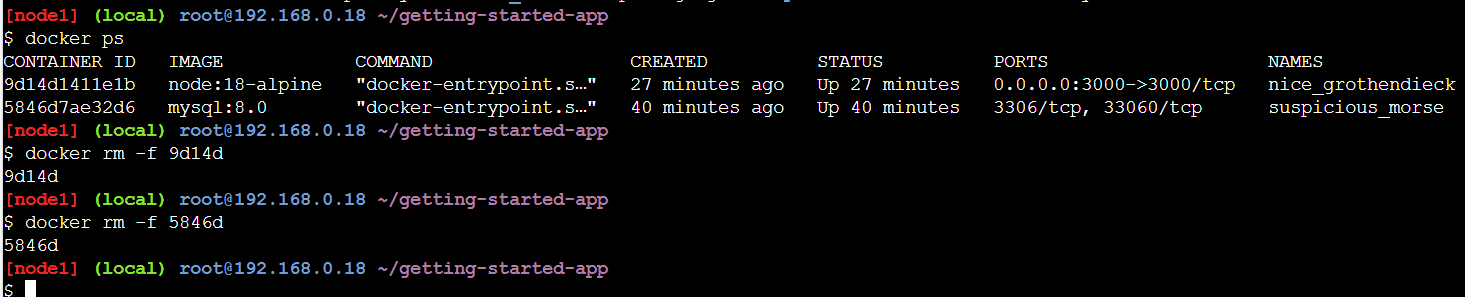 [node1] (local) root@192.168.0.18 ~/getting-started-app
$ docker ps
CONTAINER ID   IMAGE            COMMAND                  CREATED          STATUS          PORTS                    NAMES
9d14d1411e1b   node:18-alpine   "docker-entrypoint.s…"   27 minutes ago   Up 27 minutes   0.0.0.0:3000->3000/tcp   nice_grothendieck
5846d7ae32d6   mysql:8.0        "docker-entrypoint.s…"   40 minutes ago   Up 40 minutes   3306/tcp, 33060/tcp      suspicious_morse
[node1] (local) root@192.168.0.18 ~/getting-started-app
$ docker rm -f 9d14d
9d14d
[node1] (local) root@192.168.0.18 ~/getting-started-app
$ docker rm -f 5846d
5846d
[node1] (local) root@192.168.0.18 ~/getting-started-app
$